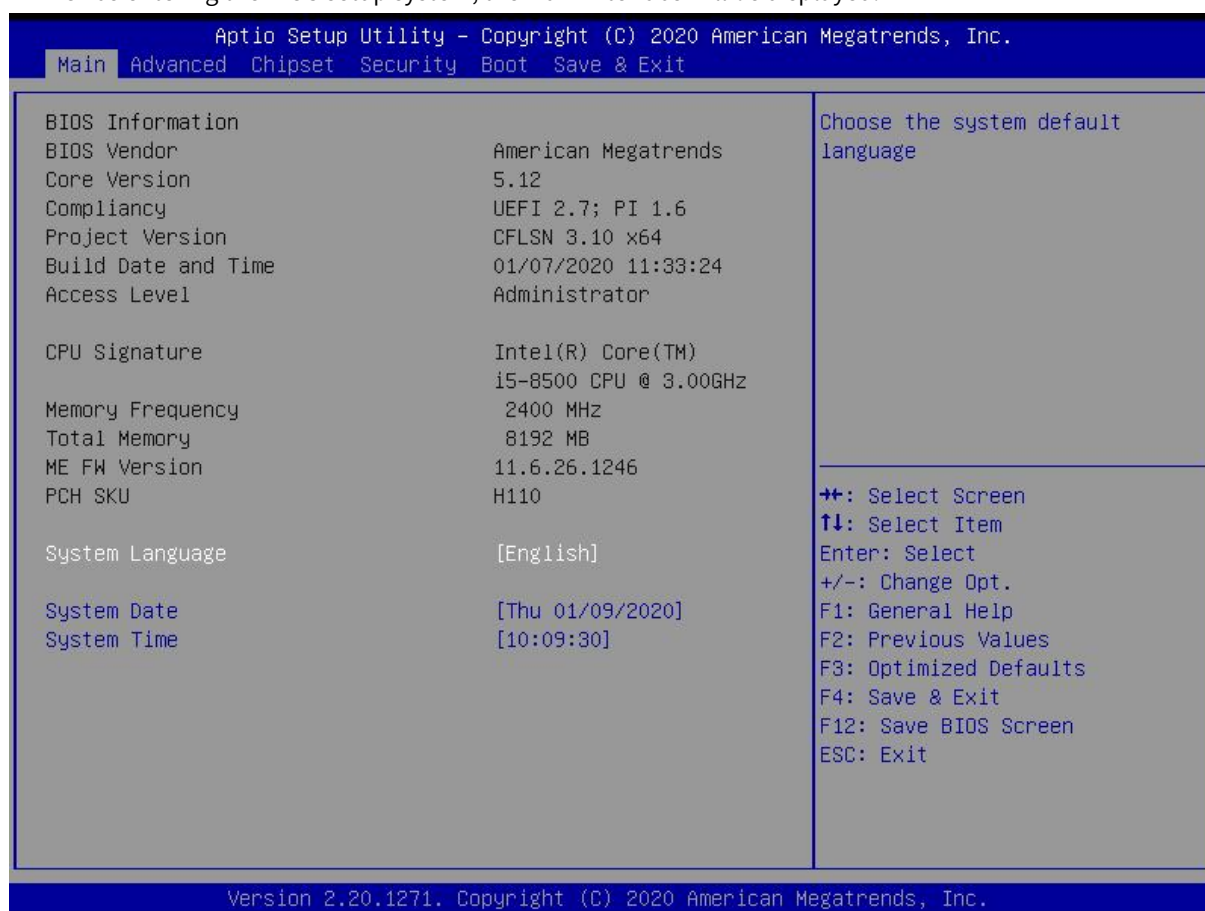 Aptio Setup Utility – Copyright (C) 2020 American Megatrends, Inc.
Main Advanced Chipset Security Boot Save & Exit
BIOS Information
BIOS Vendor American Megatrends
Core Version 5.12
Compliancy UEFI 2.7; PI 1.6
Project Version CFLSN 3.10 x64
Build Date and Time 01/07/2020 11:33:24
Access Level Administrator
CPU Signature Intel(R) Core(TM)
i5-8500 CPU @ 3.00GHz
Memory Frequency 2400 MHz
Total Memory 8192 MB
ME FW Version 11.6.26.1246
PCH SKU H110
System Language [English]
System Date [Thu 01/09/2020]
System Time [10:09:30]
Choose the system default
language
→←: Select Screen
↑↓: Select Item
Enter: Select
+/-: Change Opt.
F1: General Help
F2: Previous Values
F3: Optimized Defaults
F4: Save & Exit
F12: Save BIOS Screen
ESC: Exit
Version 2.20.1271. Copyright (C) 2020 American Megatrends, Inc.